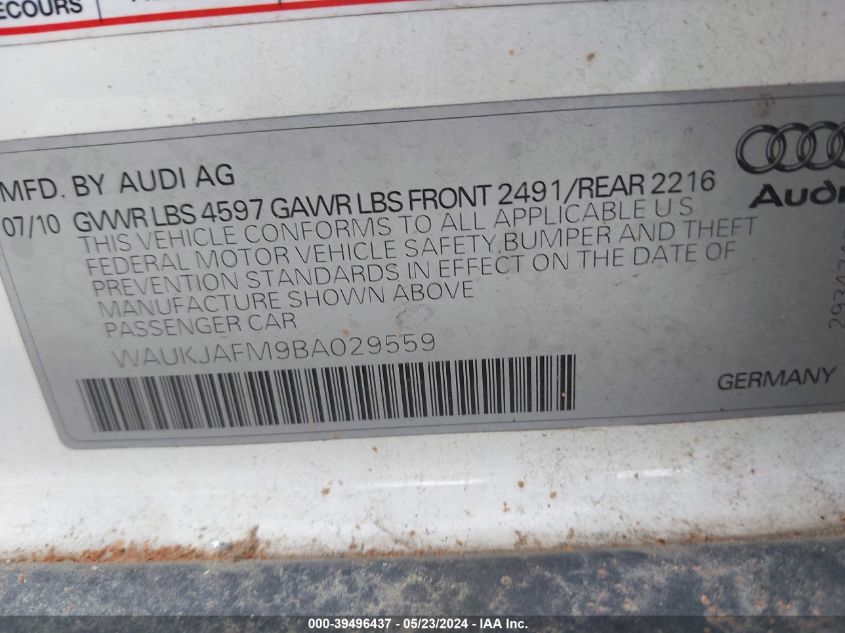 ECOURS
MFD. BY AUDI AG
07/10 GVWR LBS 4597 GAWR LBS FRONT 2491/REAR 2216
THIS VEHICLE CONFORMS TO ALL APPLICABLE U S
FEDERAL MOTOR VEHICLE SAFETY, BUMPER AND THEFT
PREVENTION STANDARDS IN EFFECT ON THE DATE OF
MANUFACTURE SHOWN ABOVE
PASSENGER CAR
WAUKJAFM9BA029559
Audi
GERMANY
000-39496437 - 05/23/2024 - IAA Inc.